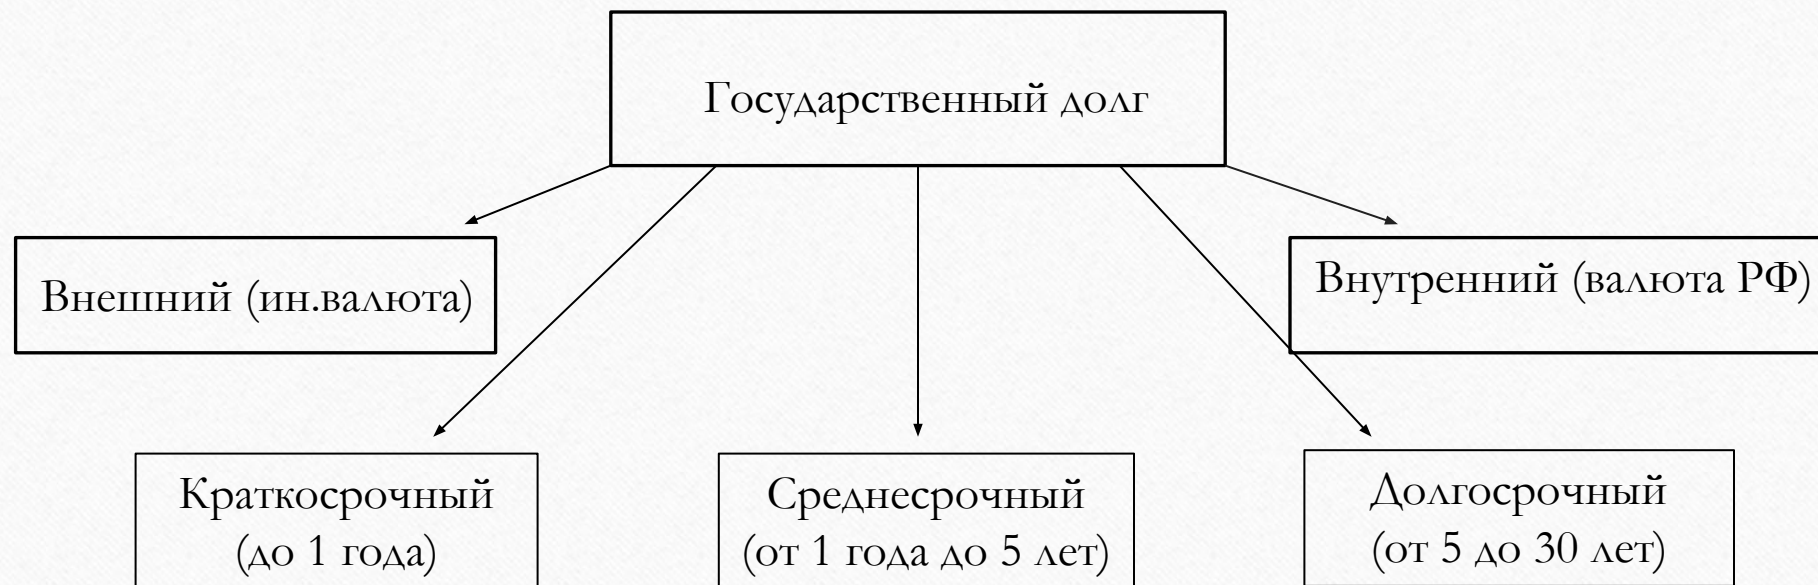 Государственный долг
Внешний (ин.валюта)
Внутренний (валюта РФ)
Краткосрочный
(до 1 года)
Среднесрочный
(от 1 года до 5 лет)
Долгосрочный
(от 5 до 30 лет)